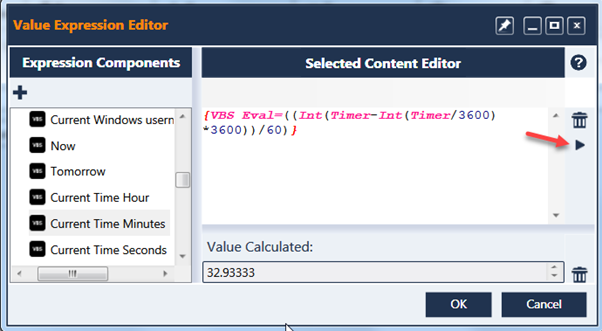 Value Expression Editor
Expression Components
Selected Content Editor
VBS Current Windows usern
VBS Now
VBS Tomorrow
VBS Current Time Hour
VBS Current Time Minutes
VBS Current Time Seconds
{VBS Eval=((Int(Timer-Int(Timer/3600)
*3600))/60)}
Value Calculated:
32.93333
OK
Cancel